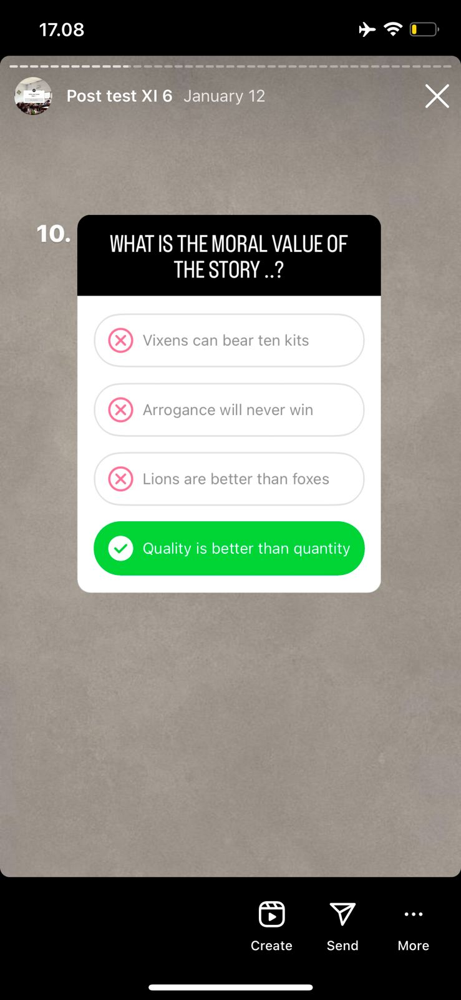 17.08
Post test XI 6 January 12
10.
WHAT IS THE MORAL VALUE OF
THE STORY ..?
Vixens can bear ten kits
Arrogance will never win
Lions are better than foxes
Quality is better than quantity
Create Send More